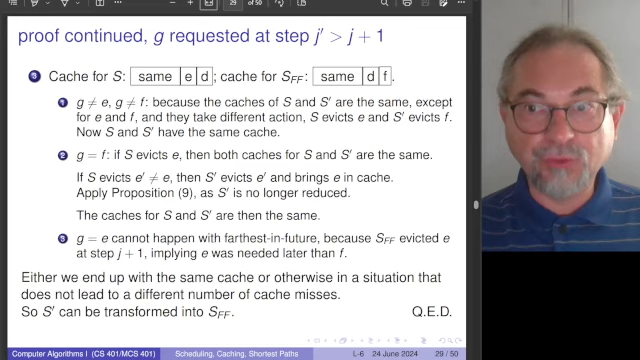 29 of 50
proof continued, g requested at step j′ > j + 1
3 Cache for S: same e d ; cache for S_FF: same d f .
1 g ≠ e, g ≠ f: because the caches of S and S′ are the same, except
for e and f, and they take different action, S evicts e and S′ evicts f.
Now S and S′ have the same cache.
2 g = f: if S evicts e, then both caches for S and S′ are the same.
If S evicts e′ ≠ e, then S′ evicts e′ and brings e in cache.
Apply Proposition (9), as S′ is no longer reduced.
The caches for S and S′ are then the same.
3 g = e cannot happen with farthest-in-future, because S_FF evicted e
at step j + 1, implying e was needed later than f.
Either we end up with the same cache or otherwise in a situation that
does not lead to a different number of cache misses.
So S′ can be transformed into S_FF. Q.E.D.
Computer Algorithms I (CS 401/MCS 401) Scheduling, Caching, Shortest Paths L-6 24 June 2024 29 / 50